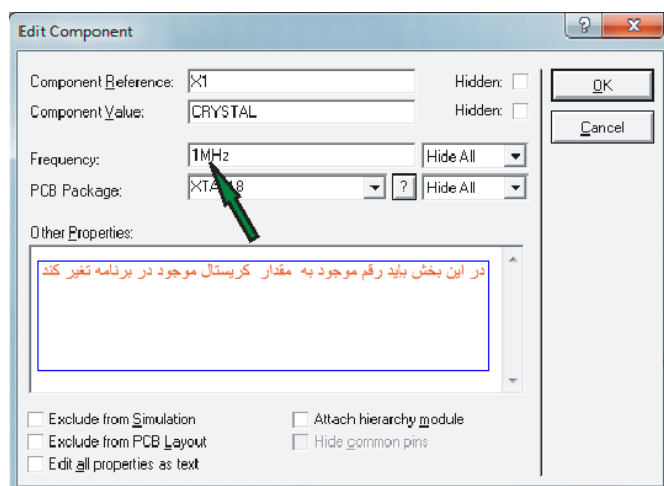 Edit Component
?
Component Reference: X1 Hidden:
OK
Component Value: CRYSTAL Hidden:
Cancel
Frequency: 1MHz Hide All
PCB Package: ? Hide All
Other Properties:
در این بخش باید رقم موجود به مقدار کریستال موجود در برنامه تغیر کند
Exclude from Simulation Attach hierarchy module
Exclude from PCB Layout Hide common pins
Edit all properties as text